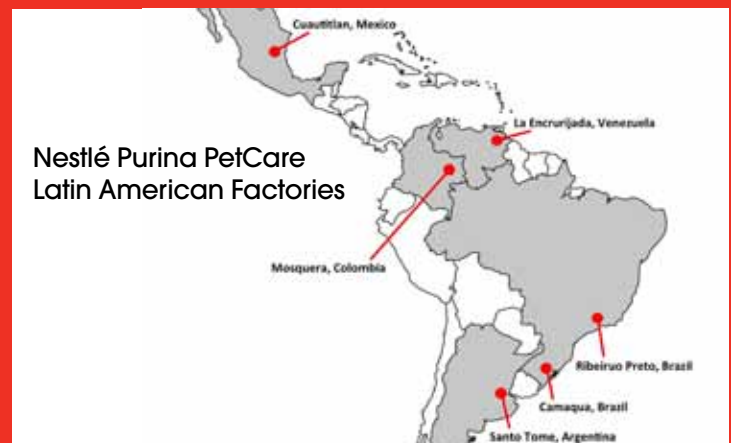 Cuautitlan, Mexico
La Encrurijada, Venezuela
Nestlé Purina PetCare
Latin American Factories
Mosquera, Colombia
Ribeiruo Preto, Brazil
Camaqua, Brazil
Santo Tome, Argentina